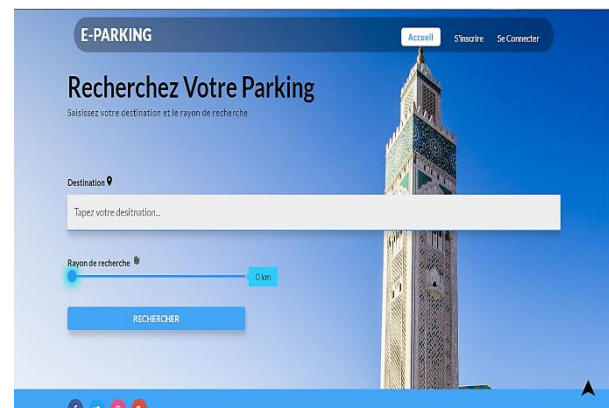 E-PARKING
Accueil S'inscrire Se Connecter
Recherchez Votre Parking
Saisissez votre destination et le rayon de recherche
Destination
Tapez votre desitnation...
Rayon de recherche
0 km
RECHERCHER